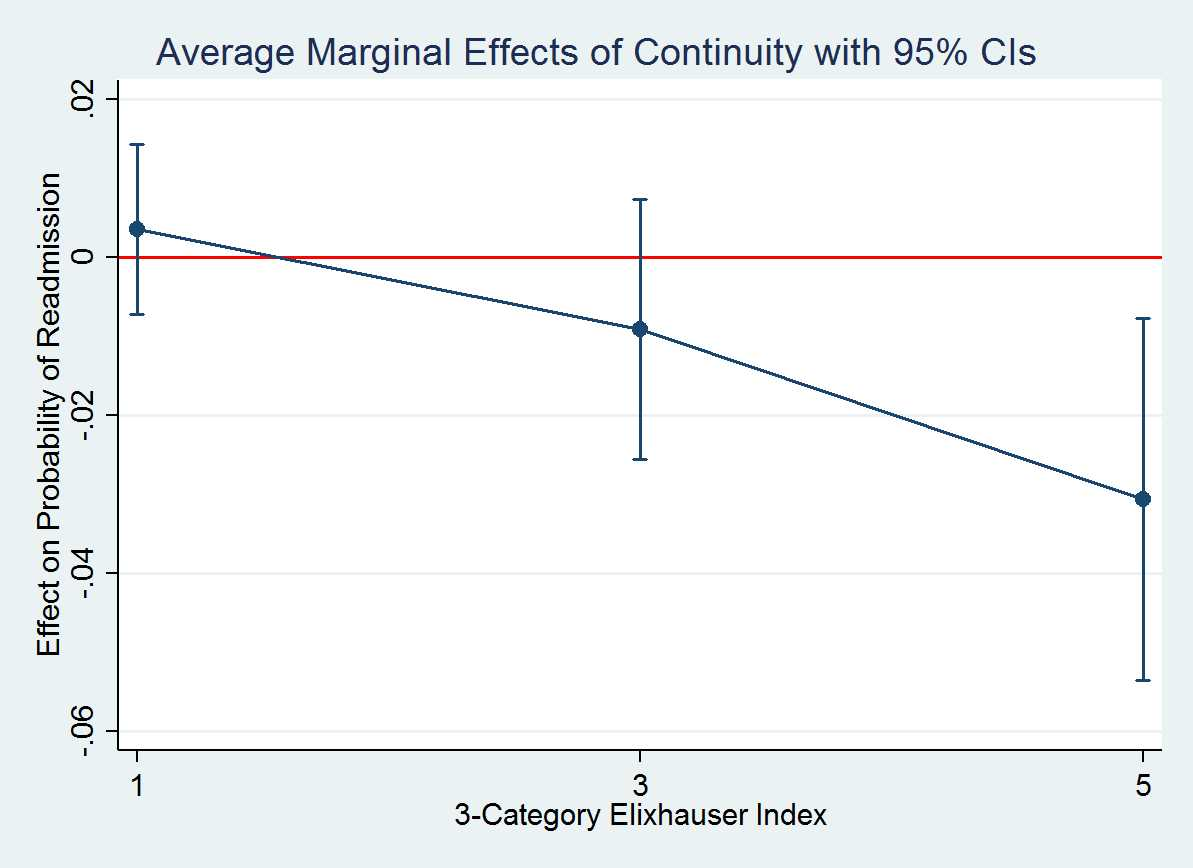 Average Marginal Effects of Continuity with 95% CIs
Effect on Probability of Readmission
.02
0
-.02
-.04
-.06
1
3
5
3-Category Elixhauser Index